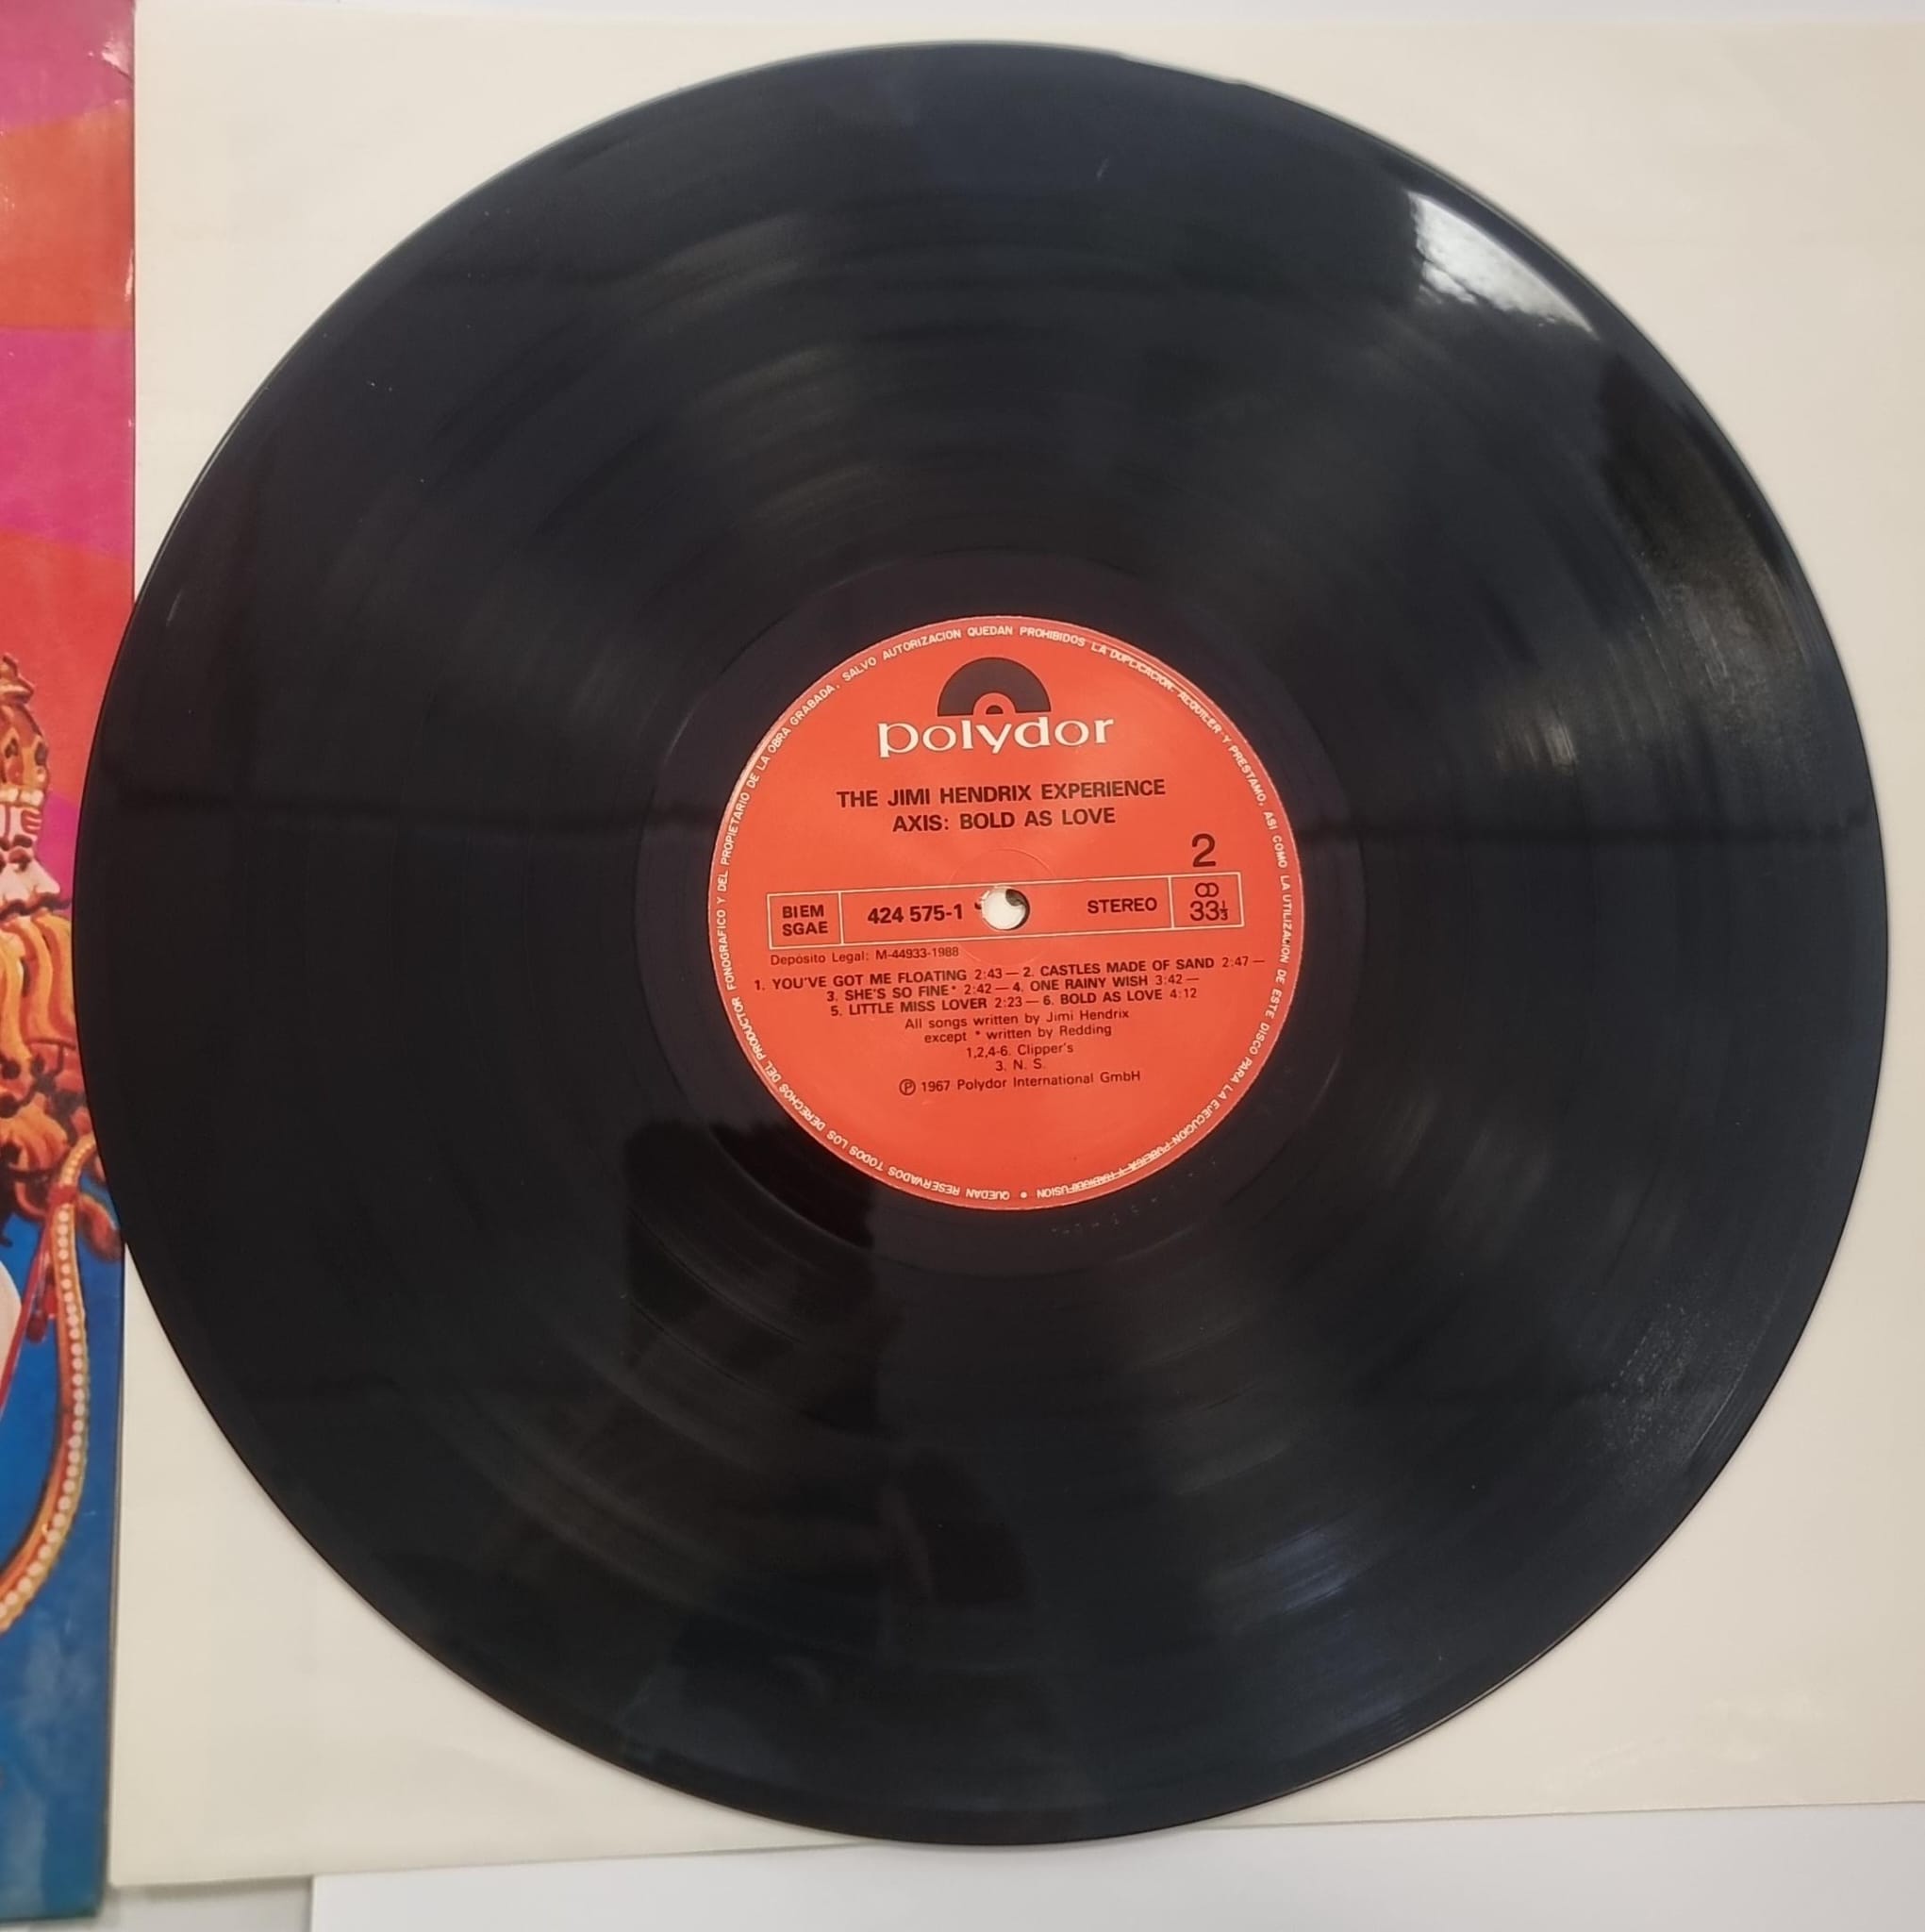 polydor
THE JIMI HENDRIX EXPERIENCE
AXIS: BOLD AS LOVE
2
BIEM
SGAE
424 575-1
STEREO
33⅓
Depósito Legal: M-44933-1988
1. YOU'VE GOT ME FLOATING 2:43 — 2. CASTLES MADE OF SAND 2:47 —
3. SHE'S SO FINE* 2:42 — 4. ONE RAINY WISH 3:42 —
5. LITTLE MISS LOVER 2:23 — 6. BOLD AS LOVE 4:12
All songs written by Jimi Hendrix
except * written by Redding
1,2,4-6. Clipper's
3. N. S.
℗ 1967 Polydor International GmbH
QUEDAN RESERVADOS TODOS LOS DERECHOS DEL PRODUCTOR FONOGRAFICO Y DEL PROPIETARIO DE LA OBRA GRABADA. SALVO AUTORIZACION QUEDAN PROHIBIDOS LA DUPLICACION, ALQUILER Y PRESTAMO, ASI COMO LA UTILIZACION DE ESTE DISCO PARA LA EJECUCION PUBLICA Y RADIODIFUSION •